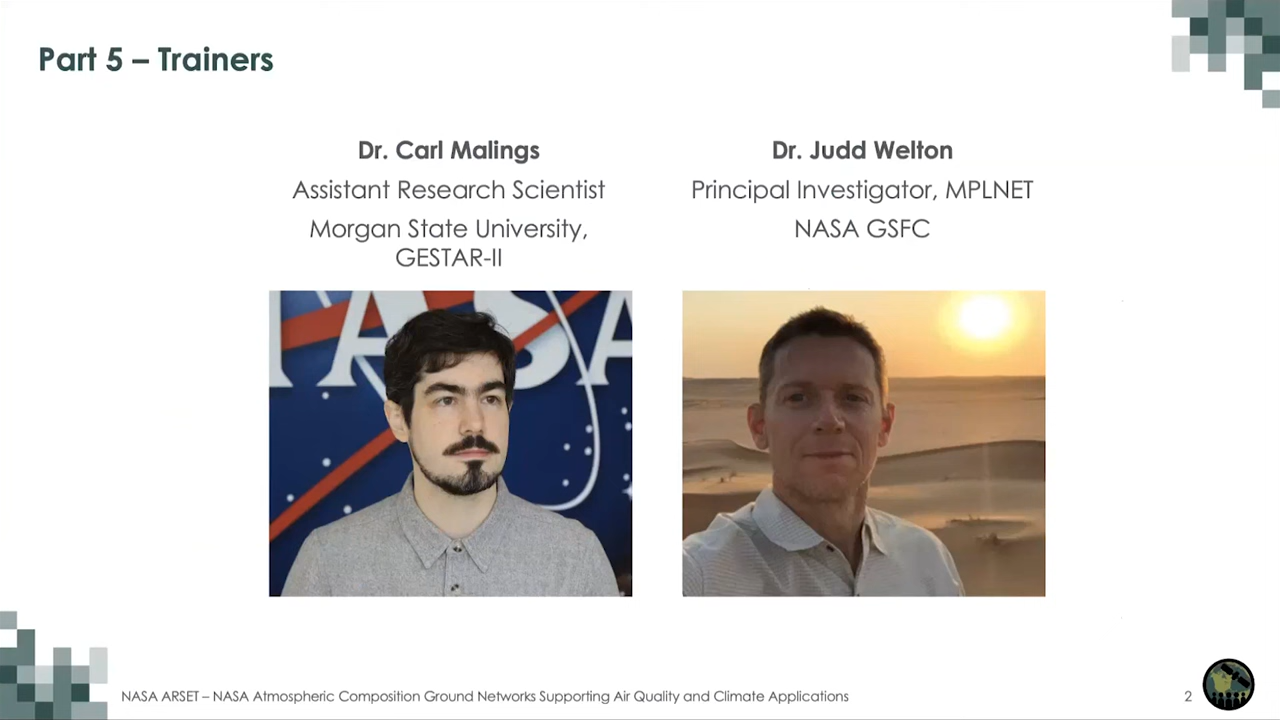 Part 5 – Trainers
Dr. Carl Malings
Assistant Research Scientist
Morgan State University,
GESTAR-II
Dr. Judd Welton
Principal Investigator, MPLNET
NASA GSFC
NASA
NASA ARSET – NASA Atmospheric Composition Ground Networks Supporting Air Quality and Climate Applications
2